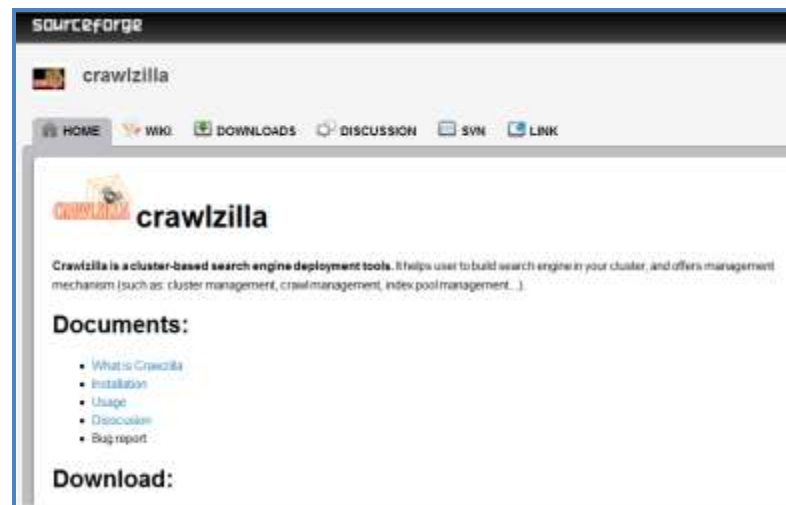 sourceforge
crawlzilla
HOME WIKI DOWNLOADS DISCUSSION SVN LINK
CRAWLZILLA crawlzilla
Crawlzilla is a cluster-based search engine deployment tools. It helps user to build search engine in your cluster, and offers management
mechanism (such as: cluster management, crawl management, index pool management...).
Documents:
What is Crawzilla
Installation
Usage
Disscusion
Bug report
Download: